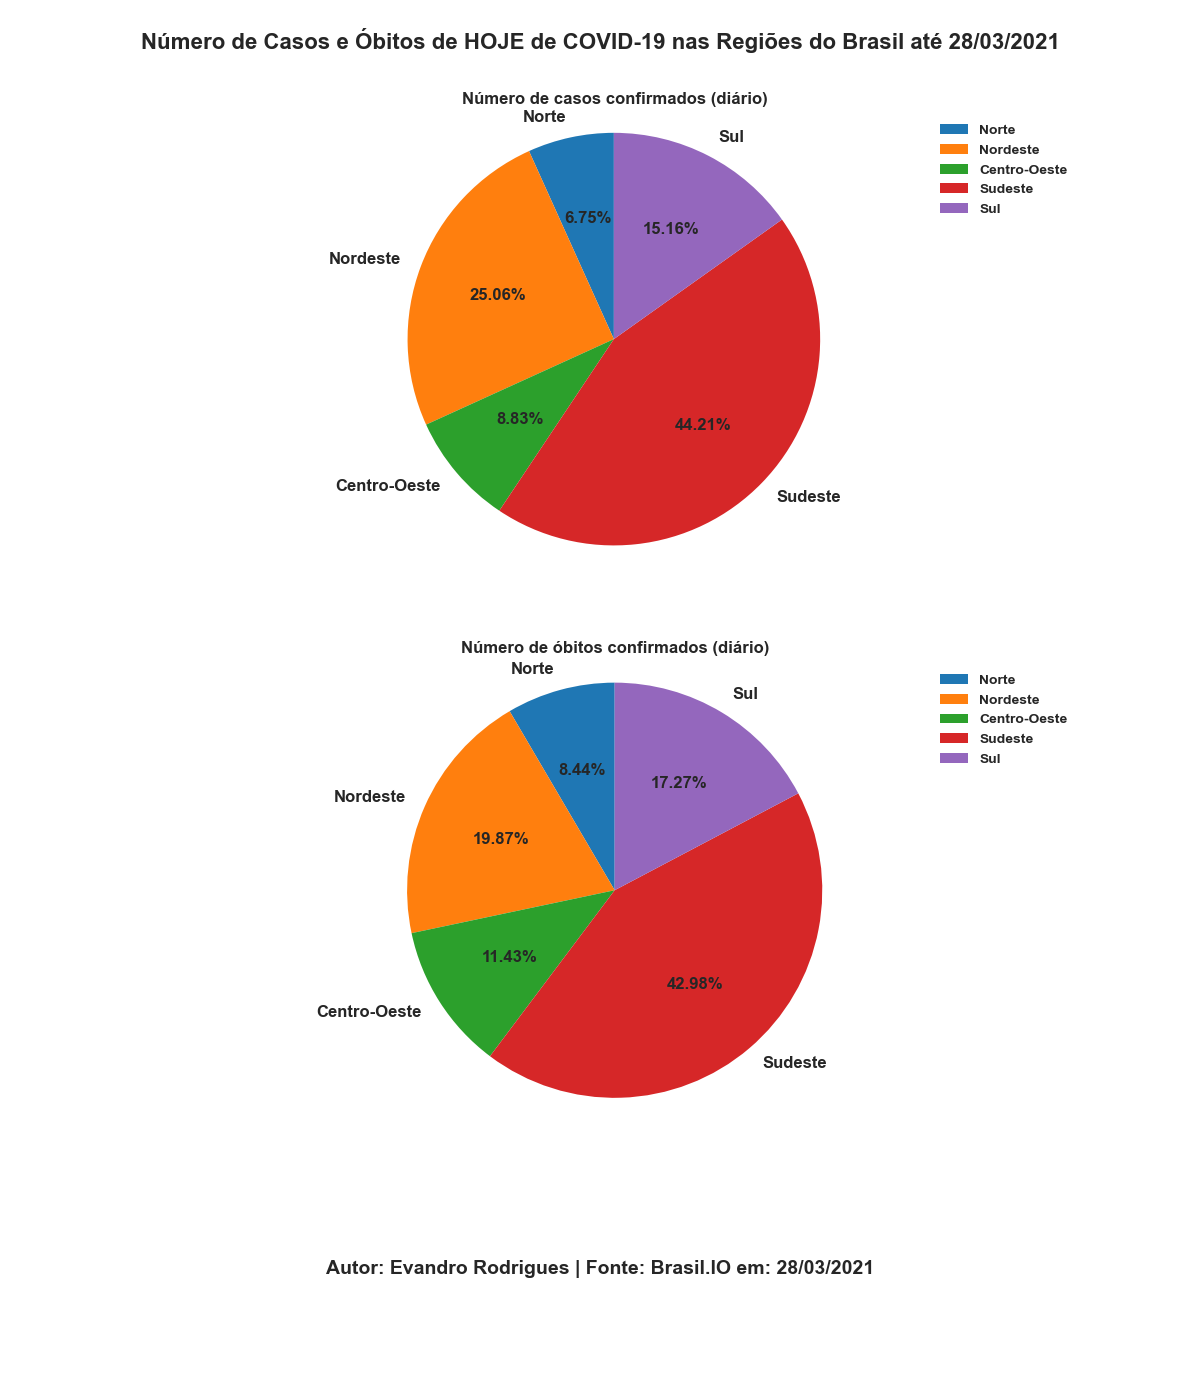 Número de Casos e Óbitos de HOJE de COVID-19 nas Regiões do Brasil até 28/03/2021
Número de casos confirmados (diário)
Norte
Sul
Nordeste
Centro-Oeste
Sudeste
6.75%
15.16%
25.06%
8.83%
44.21%
Norte
Nordeste
Centro-Oeste
Sudeste
Sul
Número de óbitos confirmados (diário)
Norte
Sul
Nordeste
Centro-Oeste
Sudeste
8.44%
17.27%
19.87%
11.43%
42.98%
Norte
Nordeste
Centro-Oeste
Sudeste
Sul
Autor: Evandro Rodrigues | Fonte: Brasil.IO em: 28/03/2021